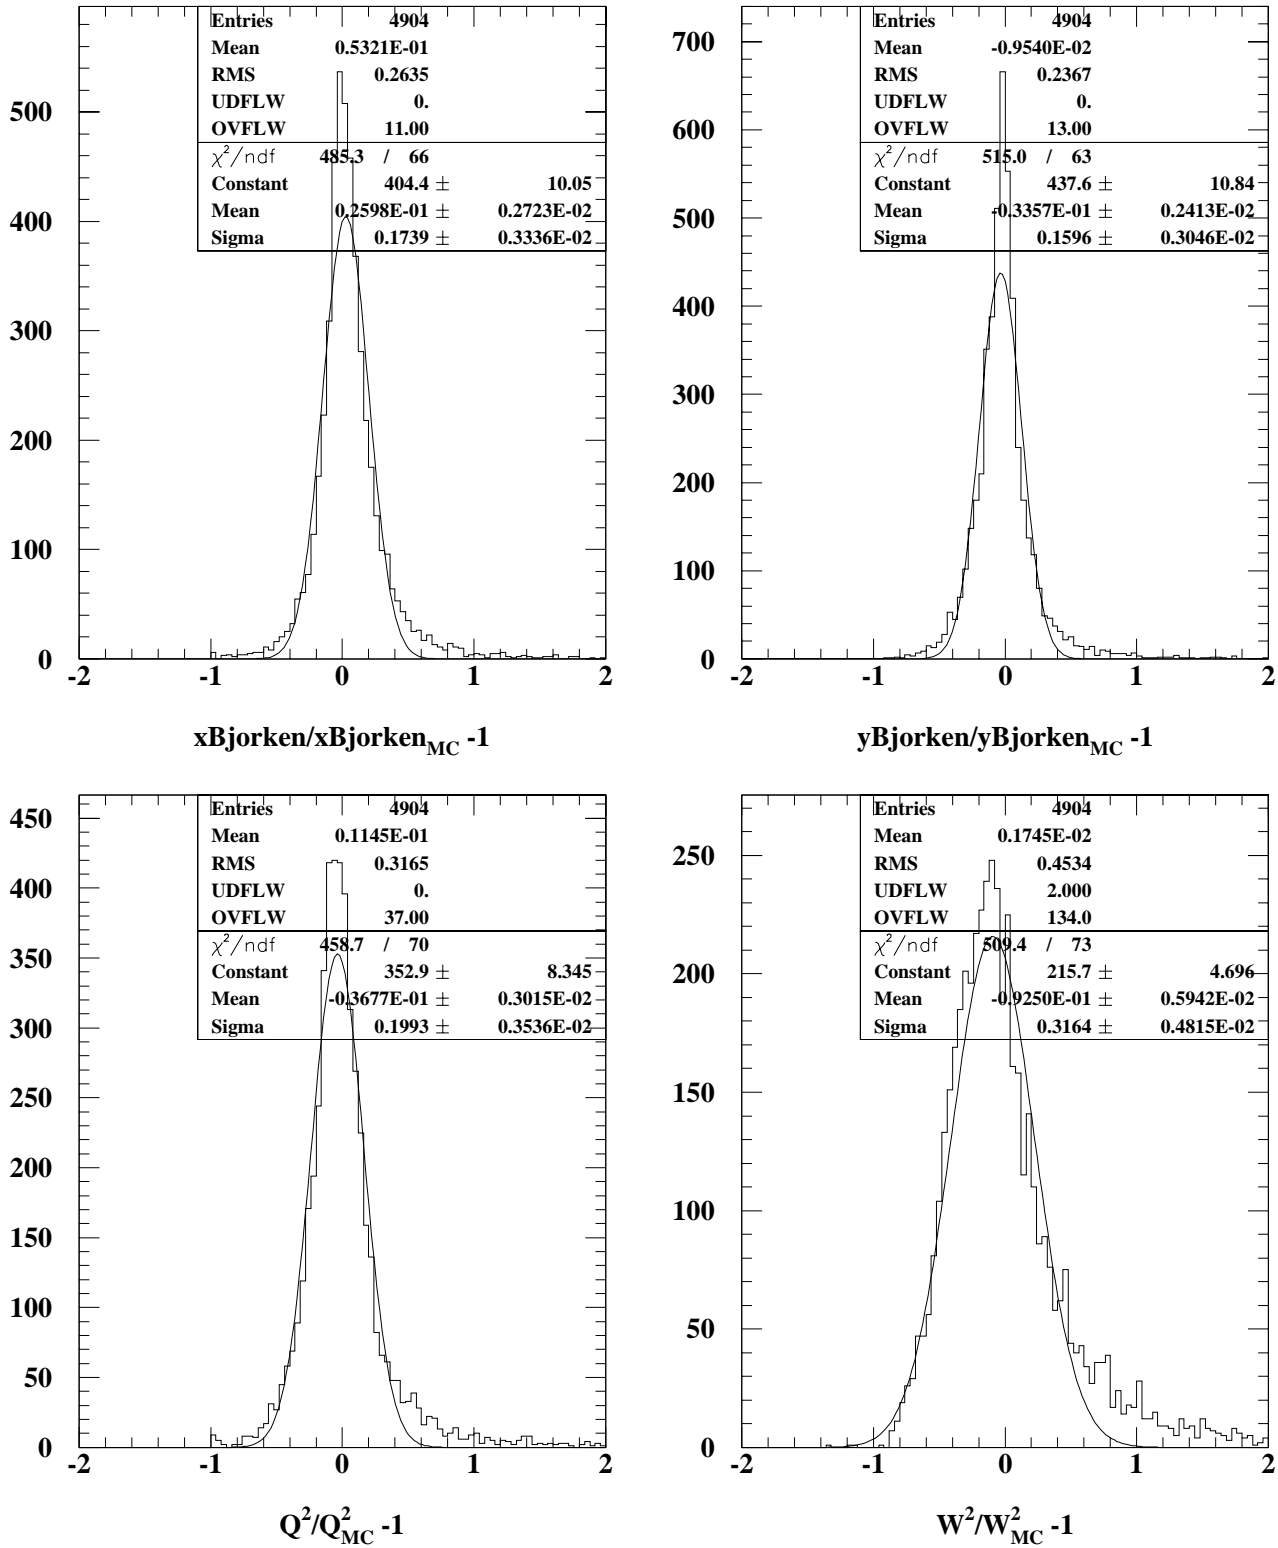 Entries 4904
Mean 0.5321E-01
RMS 0.2635
UDFLW 0.
OVFLW 11.00
χ²/ndf 485.3 / 66
Constant 404.4 ± 10.05
Mean 0.2598E-01 ± 0.2723E-02
Sigma 0.1739 ± 0.3336E-02
500
400
300
200
100
0
-2 -1 0 1 2
xBjorken/xBjorken_MC -1
Entries 4904
Mean -0.9540E-02
RMS 0.2367
UDFLW 0.
OVFLW 13.00
χ²/ndf 515.0 / 63
Constant 437.6 ± 10.84
Mean -0.3357E-01 ± 0.2413E-02
Sigma 0.1596 ± 0.3046E-02
700
600
500
400
300
200
100
0
-2 -1 0 1 2
yBjorken/yBjorken_MC -1
Entries 4904
Mean 0.1145E-01
RMS 0.3165
UDFLW 0.
OVFLW 37.00
χ²/ndf 458.7 / 70
Constant 352.9 ± 8.345
Mean -0.3677E-01 ± 0.3015E-02
Sigma 0.1993 ± 0.3536E-02
450
400
350
300
250
200
150
100
50
0
-2 -1 0 1 2
Q²/Q²_MC -1
Entries 4904
Mean 0.1745E-02
RMS 0.4534
UDFLW 2.000
OVFLW 134.0
χ²/ndf 509.4 / 73
Constant 215.7 ± 4.696
Mean -0.9250E-01 ± 0.5942E-02
Sigma 0.3164 ± 0.4815E-02
250
200
150
100
50
0
-2 -1 0 1 2
W²/W²_MC -1